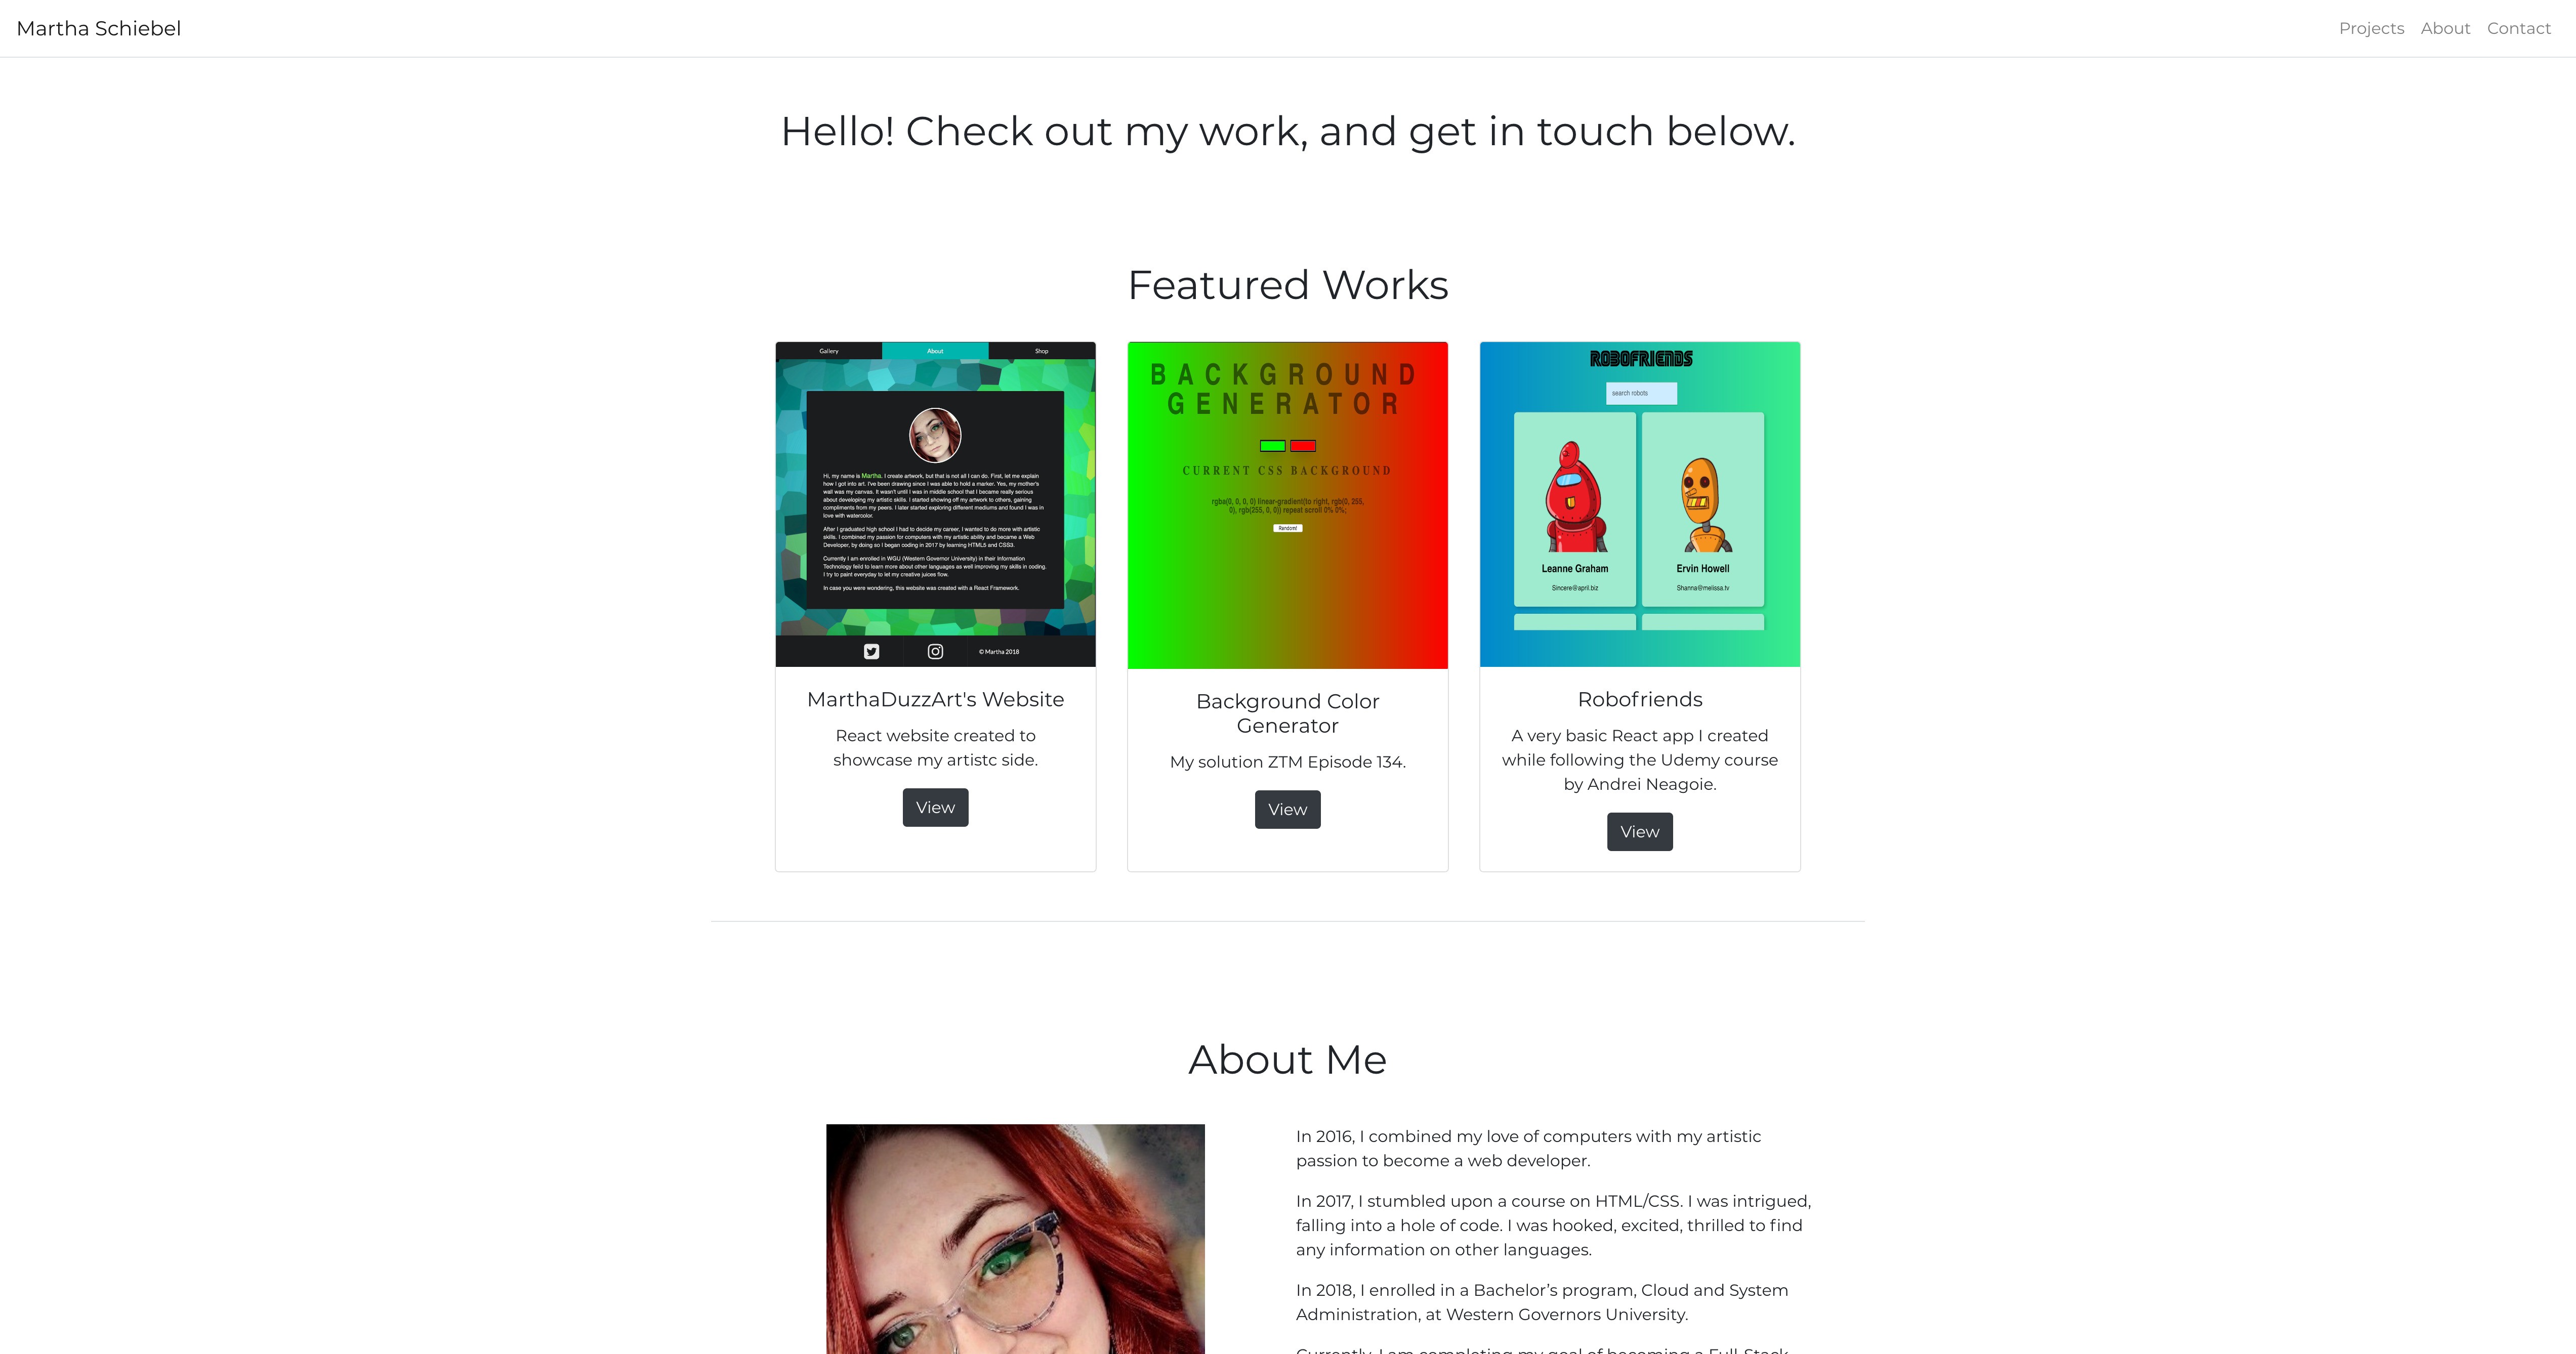 Martha Schiebel
Projects About Contact
Hello! Check out my work, and get in touch below.
Featured Works
Gallery About Shop
Hi, my name is Martha. I create artwork, but that is not all I can do. First, let me explain
how I got into art. I've been drawing since I was able to hold a marker. Yes, my mother's
wall was my canvas. It wasn't until I was in middle school that I became really serious
about developing my artistic skills. I started showing off my artwork to others, gaining
compliments from my peers. I later started exploring different mediums and found I was in
love with watercolor.
After I graduated high school I had to decide my career, I wanted to do more with artistic
skills. I combined my passion for computers with my artistic ability and became a Web
Developer, by doing so I began coding in 2017 by learning HTML5 and CSS3.
Currently I am enrolled in WGU (Western Governor University) in their Information
Technology feild to learn more about other languages as well improving my skills in coding.
I try to paint everyday to let my creative juices flow.
In case you were wondering, this website was created with a React Framework.
© Martha 2018
MarthaDuzzArt's Website
React website created to
showcase my artistc side.
View
BACKGROUND
GENERATOR
CURRENT CSS BACKGROUND
rgba(0, 0, 0, 0) linear-gradient(to right, rgb(0, 255,
0), rgb(255, 0, 0)) repeat scroll 0% 0%;
Random!
Background Color
Generator
My solution ZTM Episode 134.
View
ROBOFRIENDS
search robots
Leanne Graham
Sincere@april.biz
Ervin Howell
Shanna@melissa.tv
Robofriends
A very basic React app I created
while following the Udemy course
by Andrei Neagoie.
View
About Me
In 2016, I combined my love of computers with my artistic
passion to become a web developer.
In 2017, I stumbled upon a course on HTML/CSS. I was intrigued,
falling into a hole of code. I was hooked, excited, thrilled to find
any information on other languages.
In 2018, I enrolled in a Bachelor’s program, Cloud and System
Administration, at Western Governors University.
Currently, I am completing my goal of becoming a Full-Stack